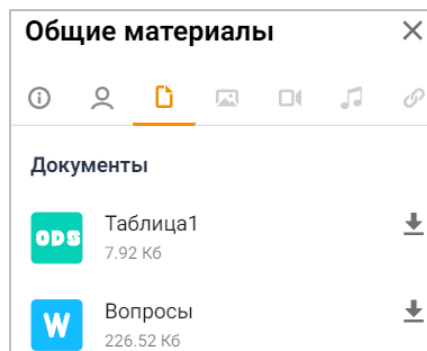 Общие материалы
Документы
ODS
Таблица1
7.92 Кб
W
Вопросы
226.52 Кб